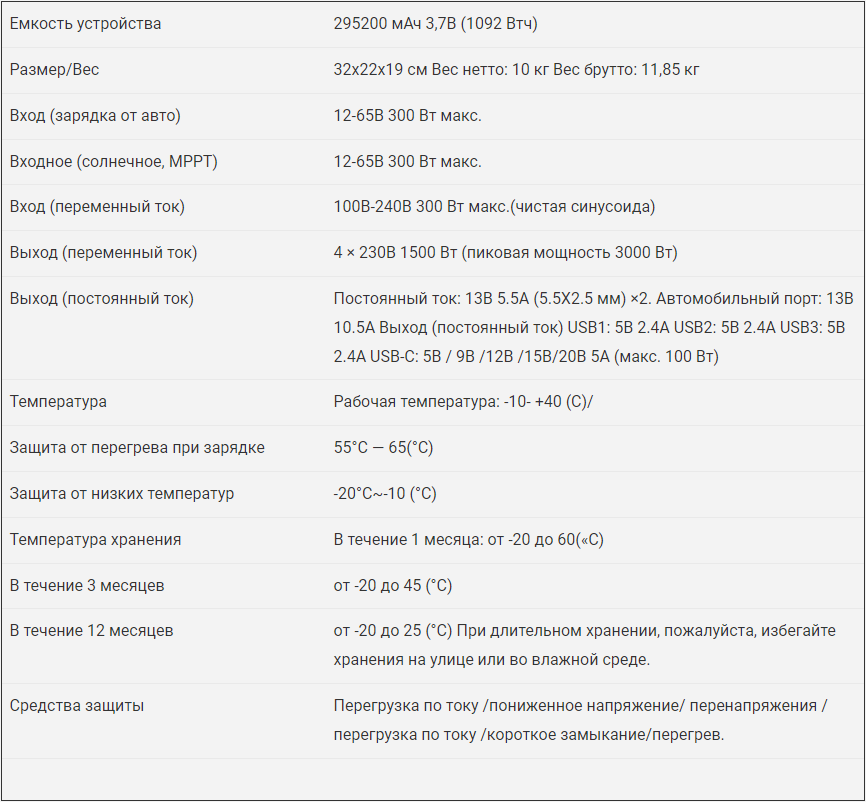 Емкость устройства 295200 мАч 3,7В (1092 Втч)
Размер/Вес 32x22x19 см Вес нетто: 10 кг Вес брутто: 11,85 кг
Вход (зарядка от авто) 12-65В 300 Вт макс.
Входное (солнечное, MPPT) 12-65В 300 Вт макс.
Вход (переменный ток) 100В-240В 300 Вт макс.(чистая синусоида)
Выход (переменный ток) 4 × 230В 1500 Вт (пиковая мощность 3000 Вт)
Выход (постоянный ток) Постоянный ток: 13В 5.5А (5.5X2.5 мм) ×2. Автомобильный порт: 13В
10.5А Выход (постоянный ток) USB1: 5В 2.4А USB2: 5В 2.4А USB3: 5В
2.4А USB-C: 5В / 9В /12В /15В/20В 5А (макс. 100 Вт)
Температура Рабочая температура: -10- +40 (С)/
Защита от перегрева при зарядке 55°C — 65(°C)
Защита от низких температур -20°C~-10 (°C)
Температура хранения В течение 1 месяца: от -20 до 60(«C)
В течение 3 месяцев от -20 до 45 (°C)
В течение 12 месяцев от -20 до 25 (°C) При длительном хранении, пожалуйста, избегайте
хранения на улице или во влажной среде.
Средства защиты Перегрузка по току /пониженное напряжение/ перенапряжения /
перегрузка по току /короткое замыкание/перегрев.